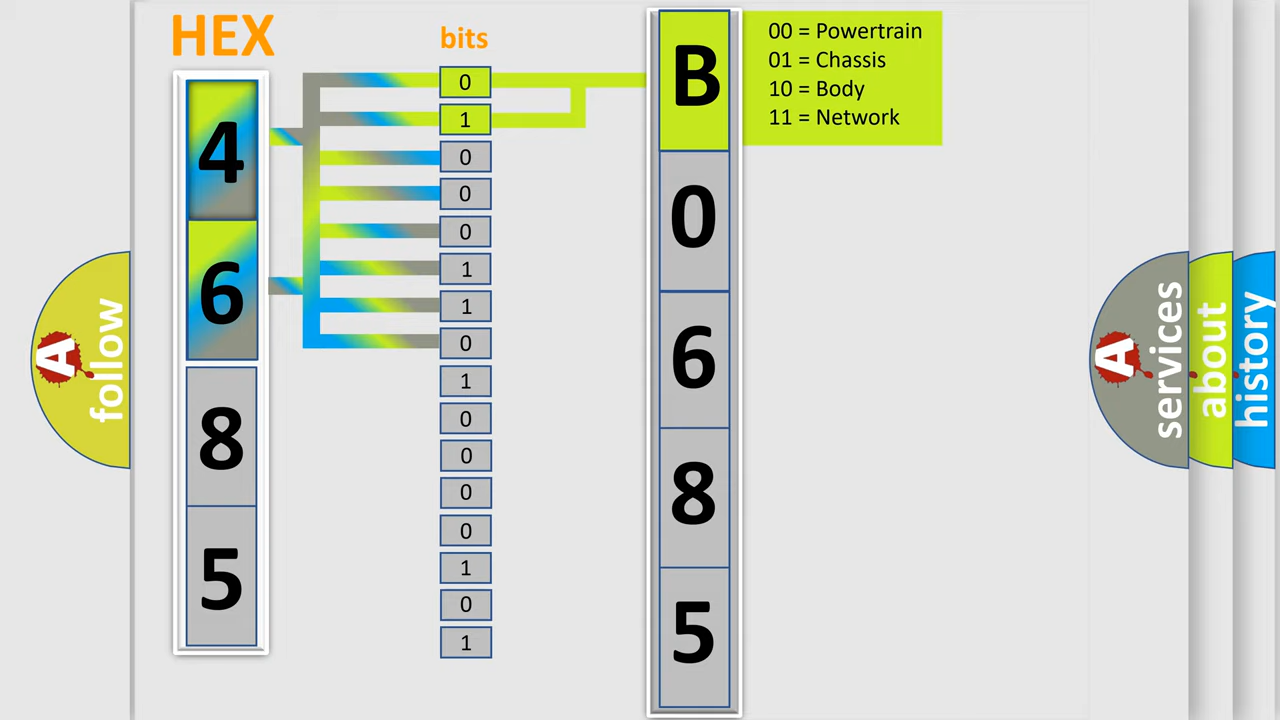 HEX
bits
4
6
8
5
0
1
0
0
0
1
1
0
1
0
0
0
0
1
0
1
B
0
6
8
5
00 = Powertrain
01 = Chassis
10 = Body
11 = Network
A
follow
A
services
about
history